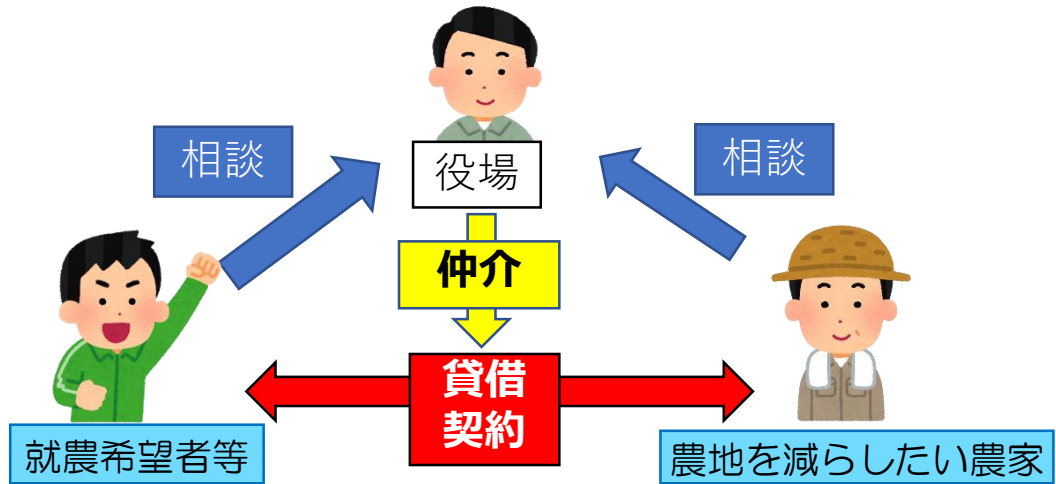 相談
相談
役場
仲介
貸借
契約
就農希望者等
農地を減らしたい農家